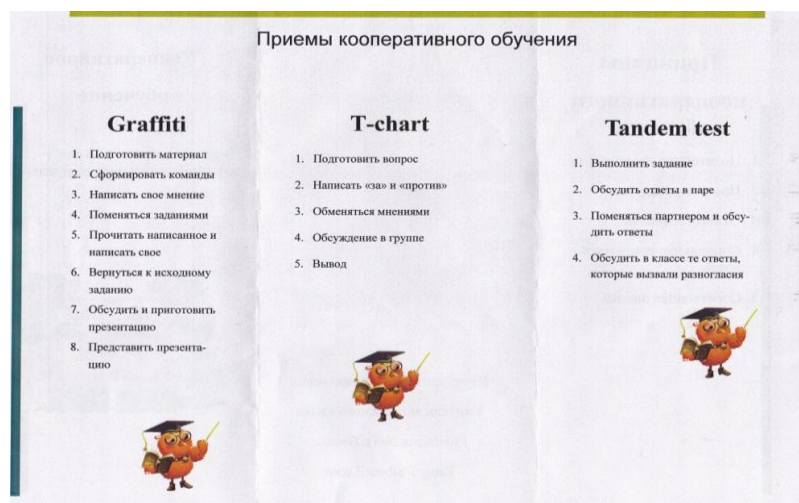 Приемы кооперативного обучения
Graffiti
1. Подготовить материал
2. Сформировать команды
3. Написать свое мнение
4. Поменяться заданиями
5. Прочитать написанное и
написать свое
6. Вернуться к исходному
заданию
7. Обсудить и приготовить
презентацию
8. Представить презента-
цию
T-chart
1. Подготовить вопрос
2. Написать «за» и «против»
3. Обменяться мнениями
4. Обсуждение в группе
5. Вывод
Tandem test
1. Выполнить задание
2. Обсудить ответы в паре
3. Поменяться партнером и обсу-
дить ответы
4. Обсудить в классе те ответы,
которые вызвали разногласия